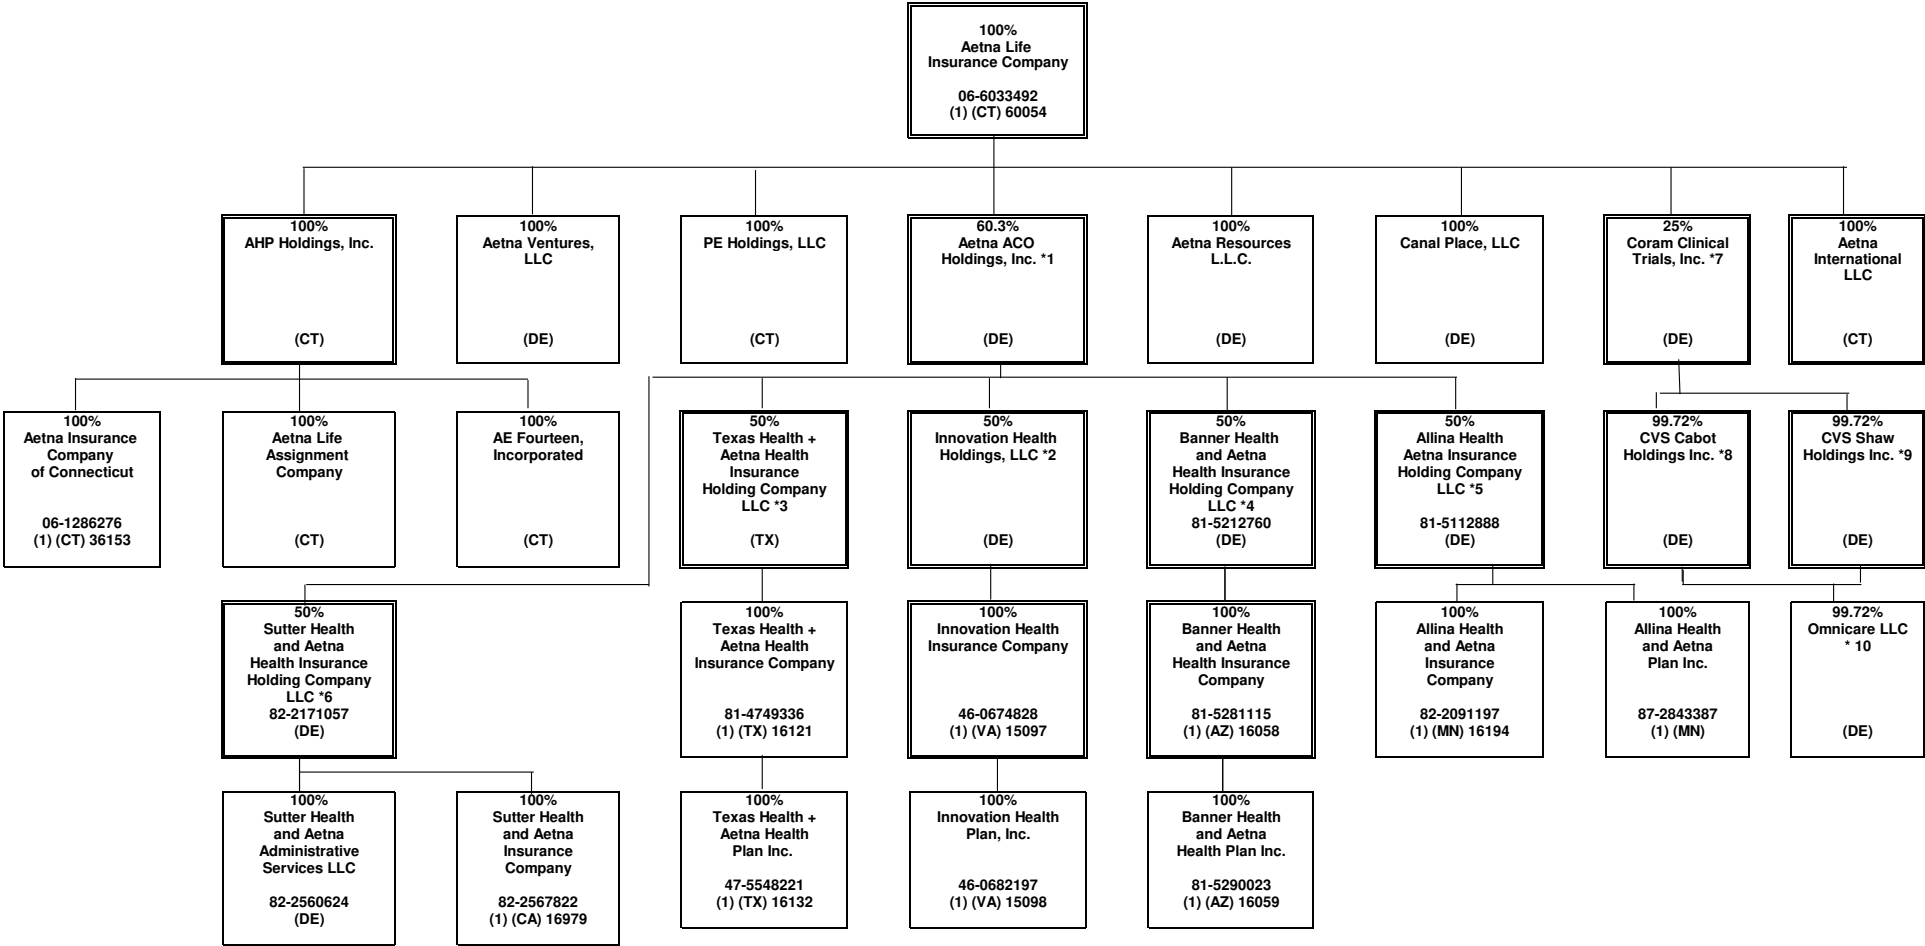 100%
Aetna Life
Insurance Company
06-6033492
(1) (CT) 60054
100%
AHP Holdings, Inc.
(CT)
100%
Aetna Ventures,
LLC
(DE)
100%
PE Holdings, LLC
(CT)
60.3%
Aetna ACO
Holdings, Inc. *1
(DE)
100%
Aetna Resources
L.L.C.
(DE)
100%
Canal Place, LLC
(DE)
25%
Coram Clinical
Trials, Inc. *7
(DE)
100%
Aetna
International
LLC
(CT)
100%
Aetna Insurance
Company
of Connecticut
06-1286276
(1) (CT) 36153
100%
Aetna Life
Assignment
Company
(CT)
100%
AE Fourteen,
Incorporated
(CT)
50%
Texas Health +
Aetna Health
Insurance
Holding Company
LLC *3
(TX)
50%
Innovation Health
Holdings, LLC *2
(DE)
50%
Banner Health
and Aetna
Health Insurance
Holding Company
LLC *4
81-5212760
(DE)
50%
Allina Health
Aetna Insurance
Holding Company
LLC *5
81-5112888
(DE)
99.72%
CVS Cabot
Holdings Inc. *8
(DE)
99.72%
CVS Shaw
Holdings Inc. *9
(DE)
50%
Sutter Health
and Aetna
Health Insurance
Holding Company
LLC *6
82-2171057
(DE)
100%
Texas Health +
Aetna Health
Insurance Company
81-4749336
(1) (TX) 16121
100%
Innovation Health
Insurance Company
46-0674828
(1) (VA) 15097
100%
Banner Health
and Aetna
Health Insurance
Company
81-5281115
(1) (AZ) 16058
100%
Allina Health
and Aetna
Insurance
Company
82-2091197
(1) (MN) 16194
100%
Allina Health
and Aetna
Plan Inc.
87-2843387
(1) (MN)
99.72%
Omnicare LLC
* 10
(DE)
100%
Sutter Health
and Aetna
Administrative
Services LLC
82-2560624
(DE)
100%
Sutter Health
and Aetna
Insurance
Company
82-2567822
(1) (CA) 16979
100%
Texas Health +
Aetna Health
Plan Inc.
47-5548221
(1) (TX) 16132
100%
Innovation Health
Plan, Inc.
46-0682197
(1) (VA) 15098
100%
Banner Health
and Aetna
Health Plan Inc.
81-5290023
(1) (AZ) 16059